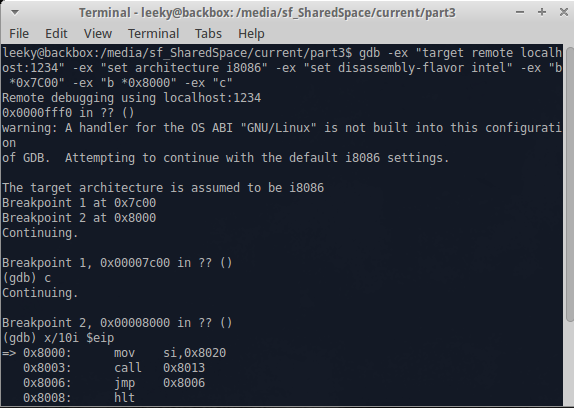 Terminal - leeky@backbox: /media/sf_SharedSpace/current/part3
File Edit View Terminal Tabs Help
leeky@backbox:/media/sf_SharedSpace/current/part3$ gdb -ex "target remote localh
ost:1234" -ex "set architecture i8086" -ex "set disassembly-flavor intel" -ex "b
 *0x7C00" -ex "b *0x8000" -ex "c"
Remote debugging using localhost:1234
0x0000fff0 in ?? ()
warning: A handler for the OS ABI "GNU/Linux" is not built into this configurati
on
of GDB.  Attempting to continue with the default i8086 settings.
The target architecture is assumed to be i8086
Breakpoint 1 at 0x7c00
Breakpoint 2 at 0x8000
Continuing.
Breakpoint 1, 0x00007c00 in ?? ()
(gdb) c
Continuing.
Breakpoint 2, 0x00008000 in ?? ()
(gdb) x/10i $eip
=> 0x8000:      mov    si,0x8020
   0x8003:      call   0x8013
   0x8006:      jmp    0x8006
   0x8008:      hlt